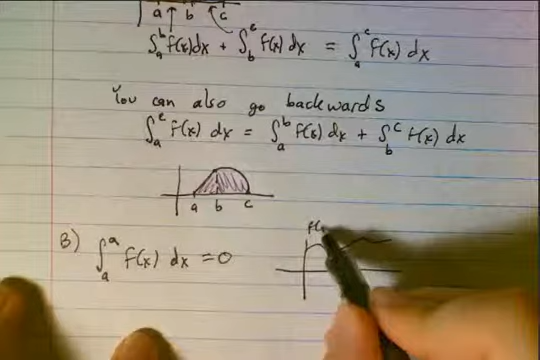 a b c
∫_a^b f(x)dx + ∫_b^c f(x) dx = ∫_a^c f(x) dx
You can also go backwards
∫_a^c f(x) dx = ∫_a^b f(x) dx + ∫_b^c f(x) dx
a b c
B) ∫_a^a f(x) dx = 0
f(